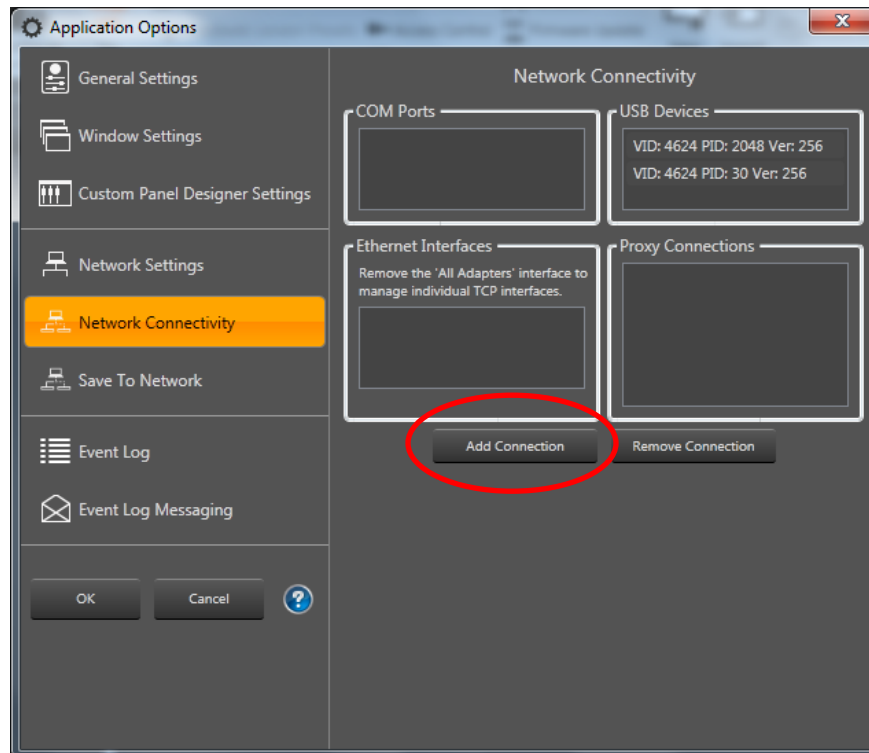 Application Options
General Settings
Window Settings
Custom Panel Designer Settings
Network Settings
Network Connectivity
Save To Network
Event Log
Event Log Messaging
OK
Cancel
?
Network Connectivity
COM Ports
USB Devices
VID: 4624 PID: 2048 Ver: 256
VID: 4624 PID: 30 Ver: 256
Ethernet Interfaces
Remove the 'All Adapters' interface to
manage individual TCP interfaces.
Proxy Connections
Add Connection
Remove Connection